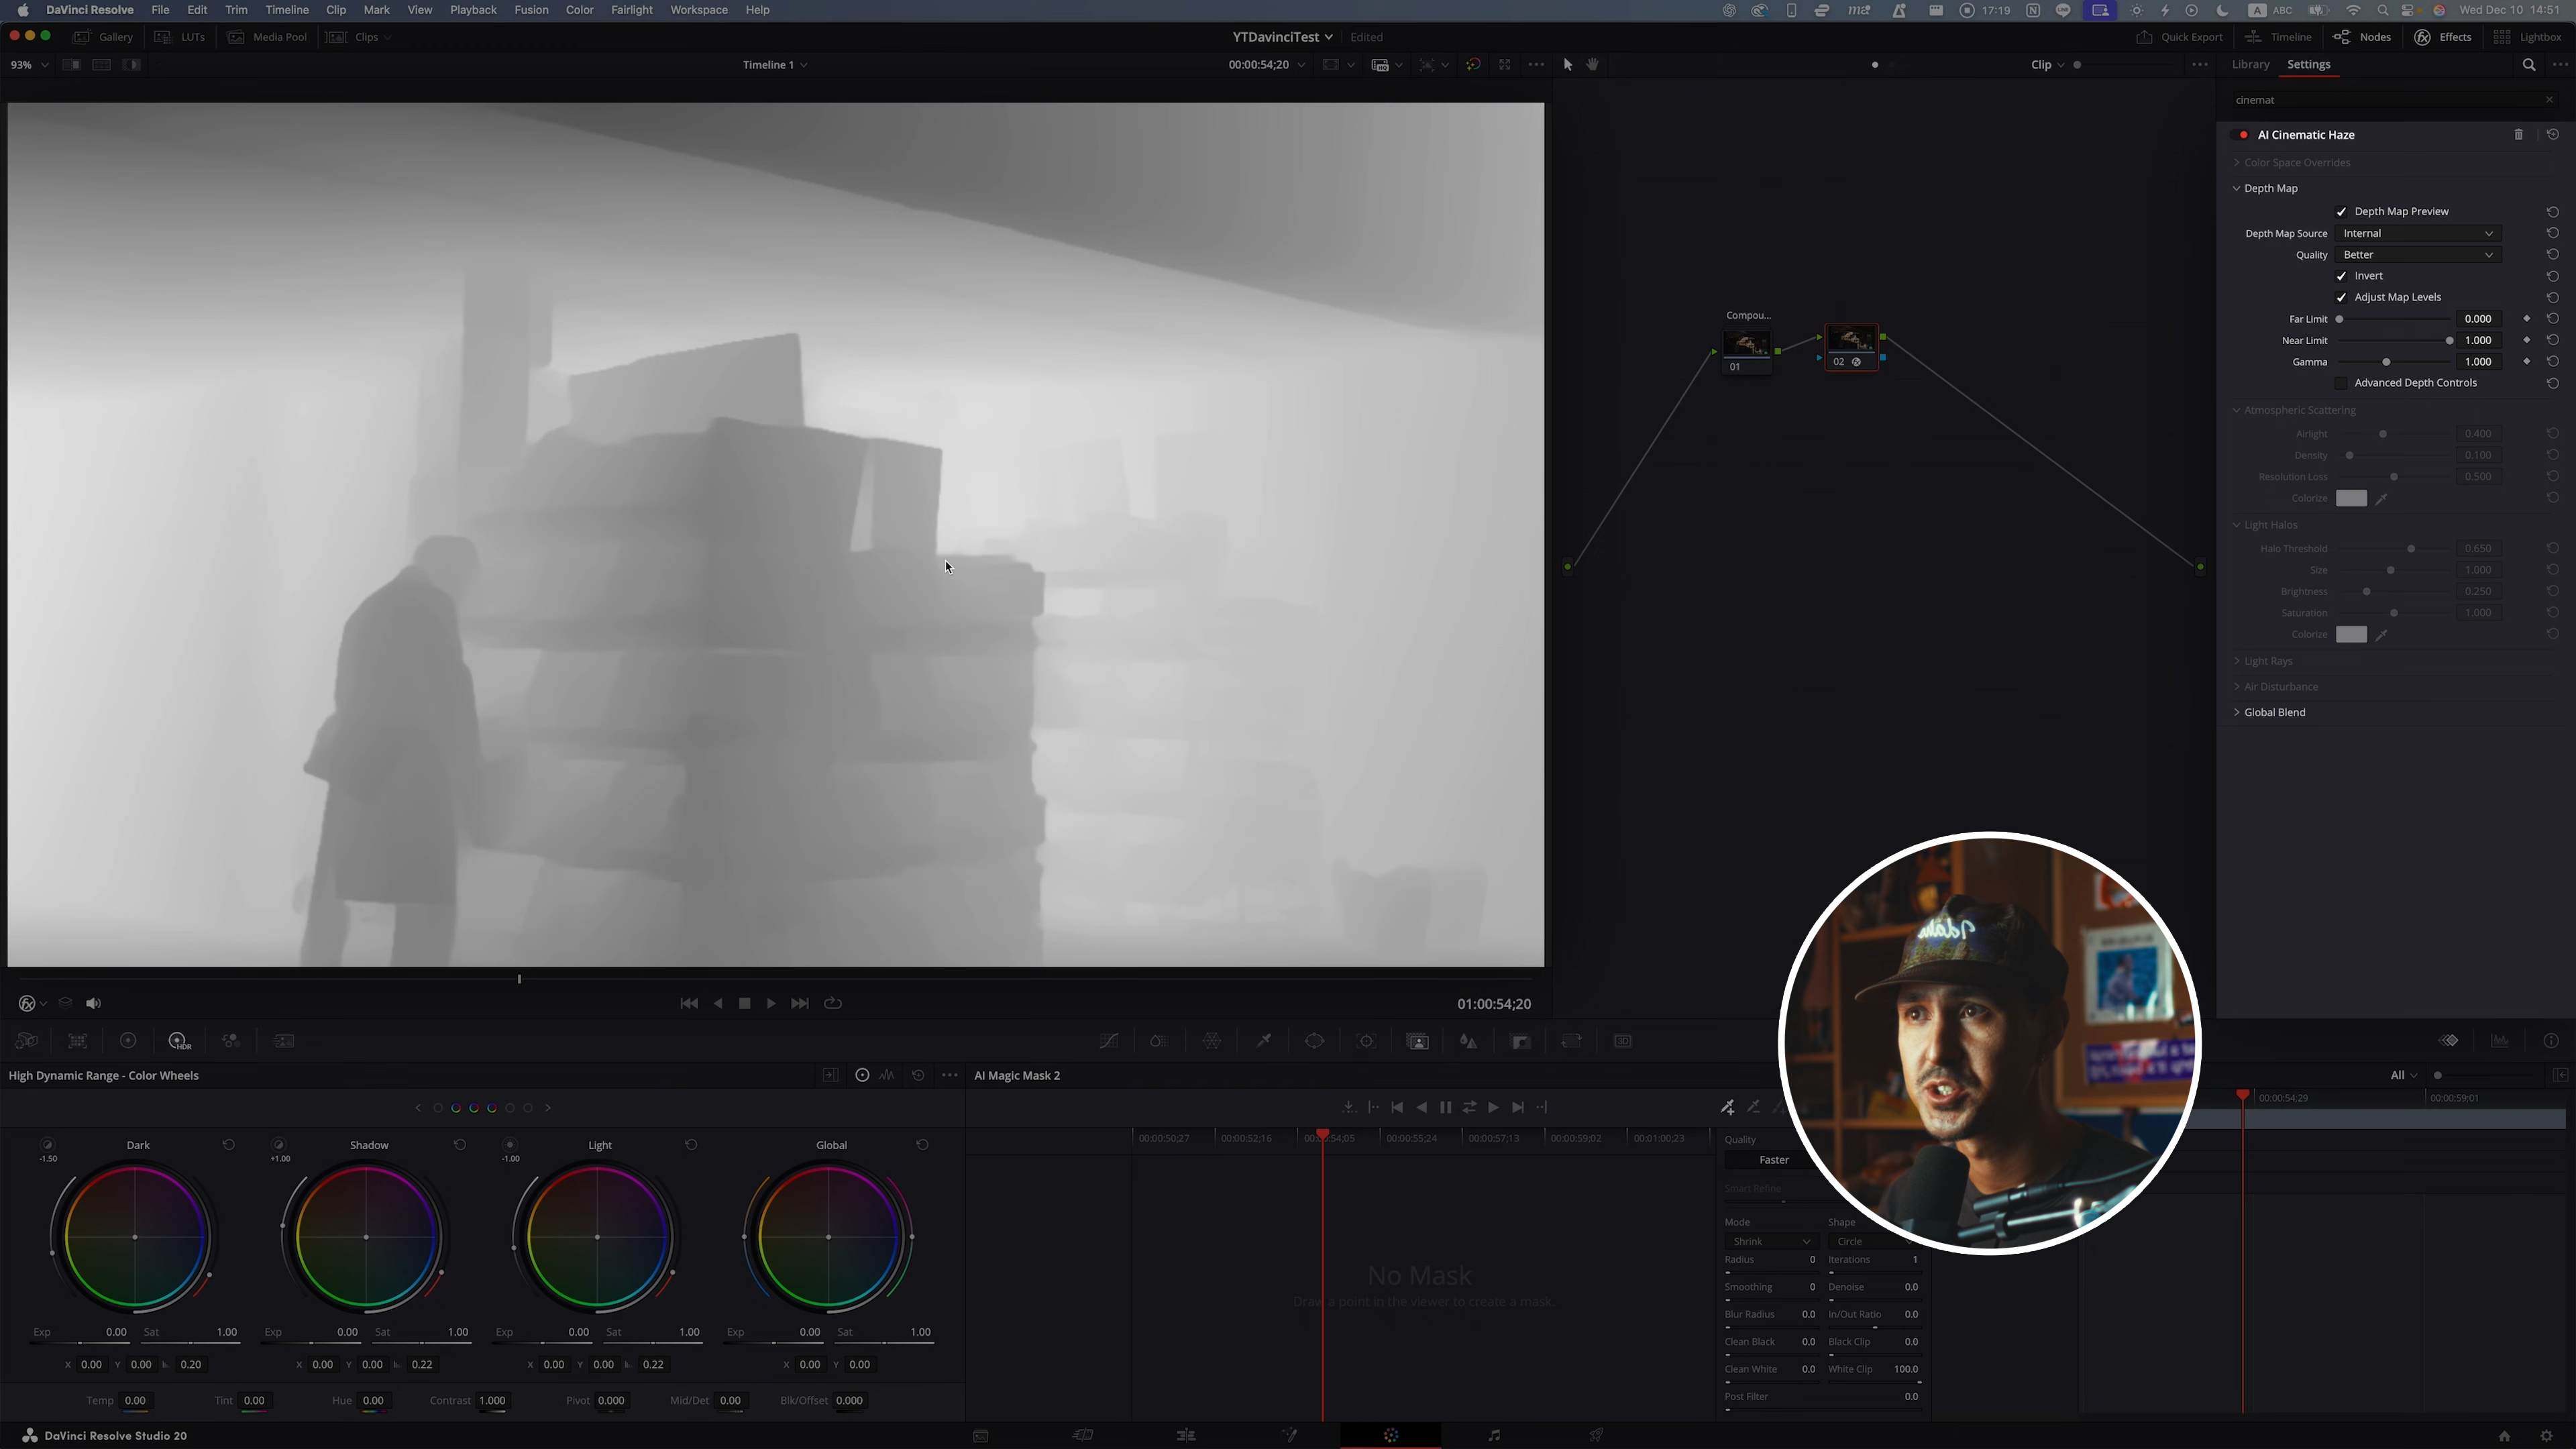 DaVinci Resolve File Edit Trim Timeline Clip Mark View Playback Fusion Color Fairlight Workspace Help 17:19 A ABC Wed Dec 10 14:51
Gallery LUTs Media Pool Clips YTDavinciTest Edited Quick Export Timeline Nodes Effects Lightbox
93% Timeline 1 00:00:54;20 Clip Library Settings
cinemat
AI Cinematic Haze
Color Space Overrides
Depth Map
Depth Map Preview
Depth Map Source Internal
Quality Better
Invert
Adjust Map Levels
Far Limit 0.000
Near Limit 1.000
Gamma 1.000
Advanced Depth Controls
Atmospheric Scattering
Airlight 0.400
Density 0.100
Resolution Loss 0.500
Colorize
Light Halos
Halo Threshold 0.650
Size 1.000
Brightness 0.250
Saturation 1.000
Colorize
Light Rays
Air Disturbance
Global Blend
Compou...
01 02
01:00:54;20
HDR 3D
High Dynamic Range - Color Wheels AI Magic Mask 2 All
00:00:54;29 00:00:59;01
Dark Shadow Light Global
-1.50 +1.00 -1.00
00:00:50;27 00:00:52;16 00:00:54;05 00:00:55;24 00:00:57;13 00:00:59;02 00:01:00;23
Quality
Faster
Smart Refine
Mode Shape
Shrink Circle
Radius 0 Iterations 1
Smoothing 0 Denoise 0.0
Blur Radius 0.0 In/Out Ratio 0.0
Clean Black 0.0 Black Clip 0.0
Clean White 0.0 White Clip 100.0
Post Filter 0.0
No Mask
Draw a point in the viewer to create a mask.
Exp 0.00 Sat 1.00 Exp 0.00 Sat 1.00 Exp 0.00 Sat 1.00 Exp 0.00 Sat 1.00
X 0.00 Y 0.00 0.20 X 0.00 Y 0.00 0.22 X 0.00 Y 0.00 0.22 X 0.00 Y 0.00
Temp 0.00 Tint 0.00 Hue 0.00 Contrast 1.000 Pivot 0.000 Mid/Det 0.00 Blk/Offset 0.000
DaVinci Resolve Studio 20